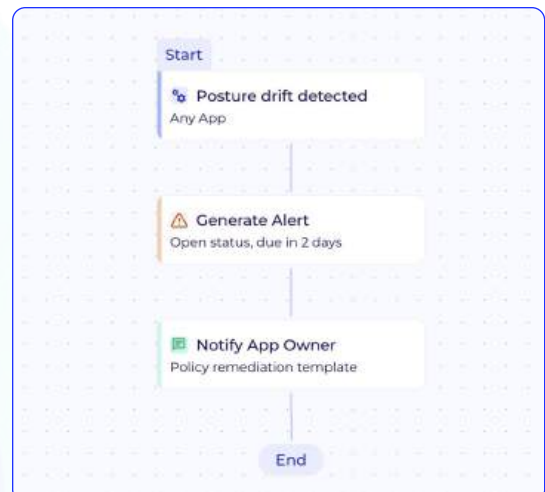 Start
Posture drift detected
Any App
Generate Alert
Open status, due in 2 days
Notify App Owner
Policy remediation template
End